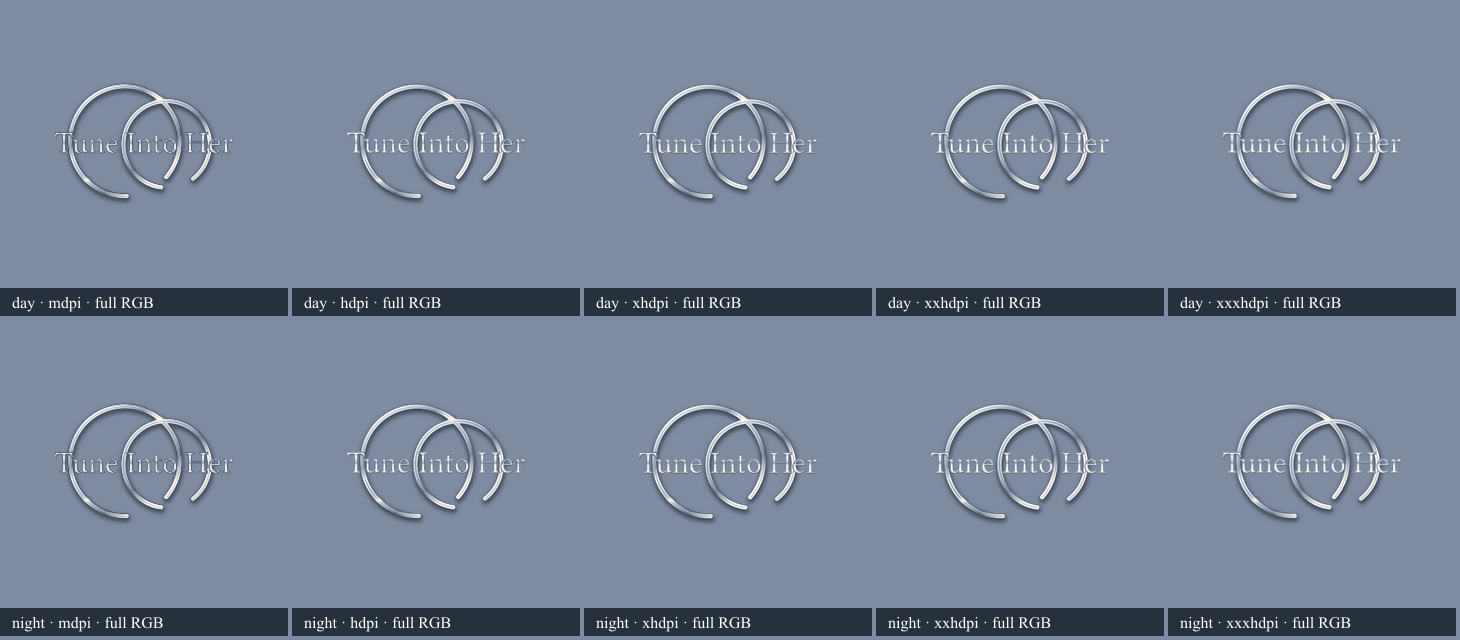 Tune Into Her
Tune Into Her
Tune Into Her
Tune Into Her
Tune Into Her
day · mdpi · full RGB
day · hdpi · full RGB
day · xhdpi · full RGB
day · xxhdpi · full RGB
day · xxxhdpi · full RGB
Tune Into Her
Tune Into Her
Tune Into Her
Tune Into Her
Tune Into Her
night · mdpi · full RGB
night · hdpi · full RGB
night · xhdpi · full RGB
night · xxhdpi · full RGB
night · xxxhdpi · full RGB